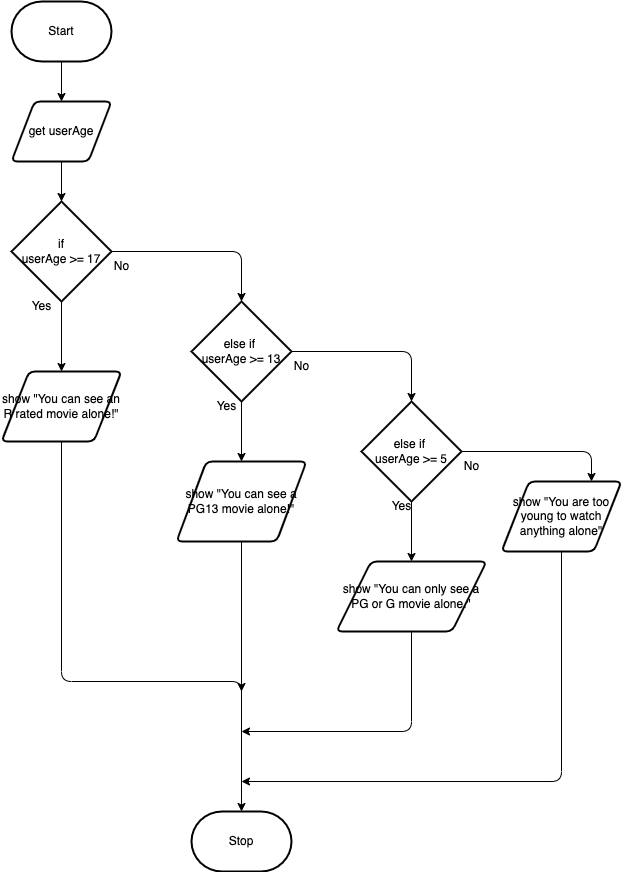 Start
get userAge
if
userAge >= 17
No
Yes
else if
userAge >= 13
No
Yes
show "You can see an
R rated movie alone!"
else if
userAge >= 5
No
Yes
show "You can see a
PG13 movie alone!"
show "You are too
young to watch
anything alone"
show "You can only see a
PG or G movie alone."
Stop